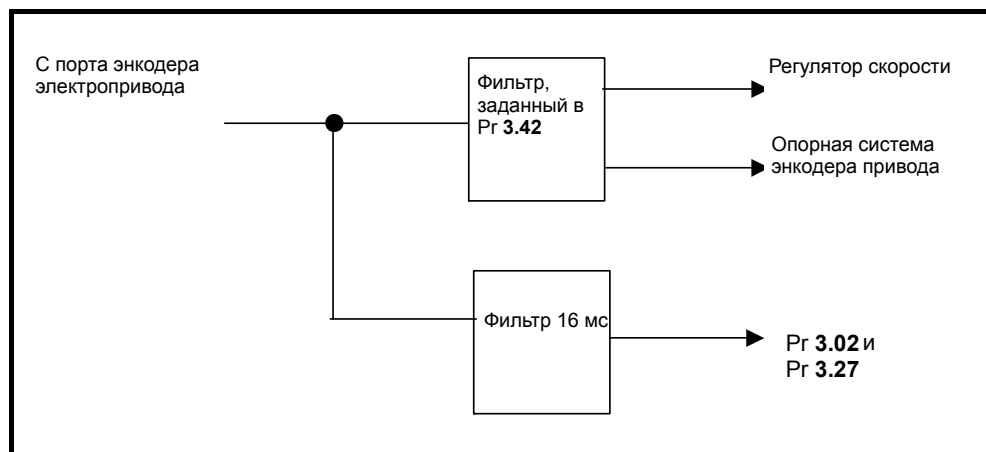 С порта энкодера
электропривода
Фильтр,
заданный в
Pr 3.42
Регулятор скорости
Опорная система
энкодера привода
Фильтр 16 мс
Pr 3.02 и
Pr 3.27